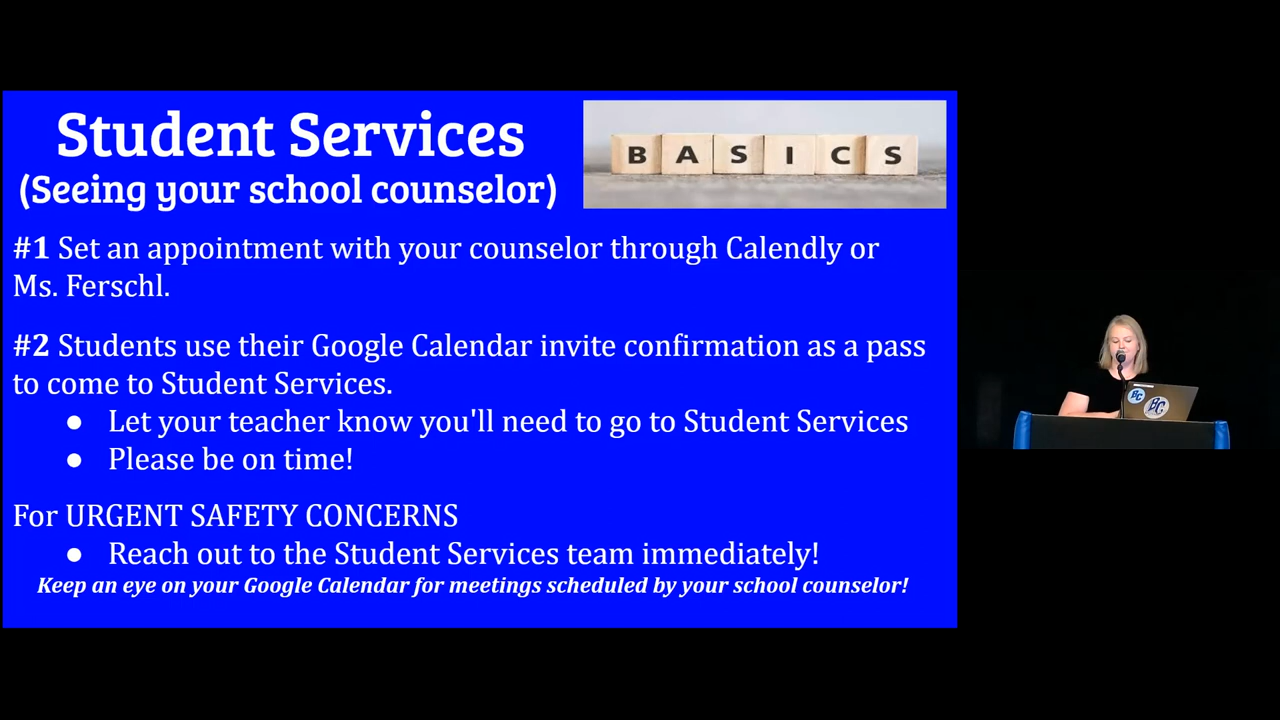 Student Services
(Seeing your school counselor)
B A S I C S
#1 Set an appointment with your counselor through Calendly or
Ms. Ferschl.
#2 Students use their Google Calendar invite confirmation as a pass
to come to Student Services.
● Let your teacher know you'll need to go to Student Services
● Please be on time!
For URGENT SAFETY CONCERNS
● Reach out to the Student Services team immediately!
Keep an eye on your Google Calendar for meetings scheduled by your school counselor!
BC
BC